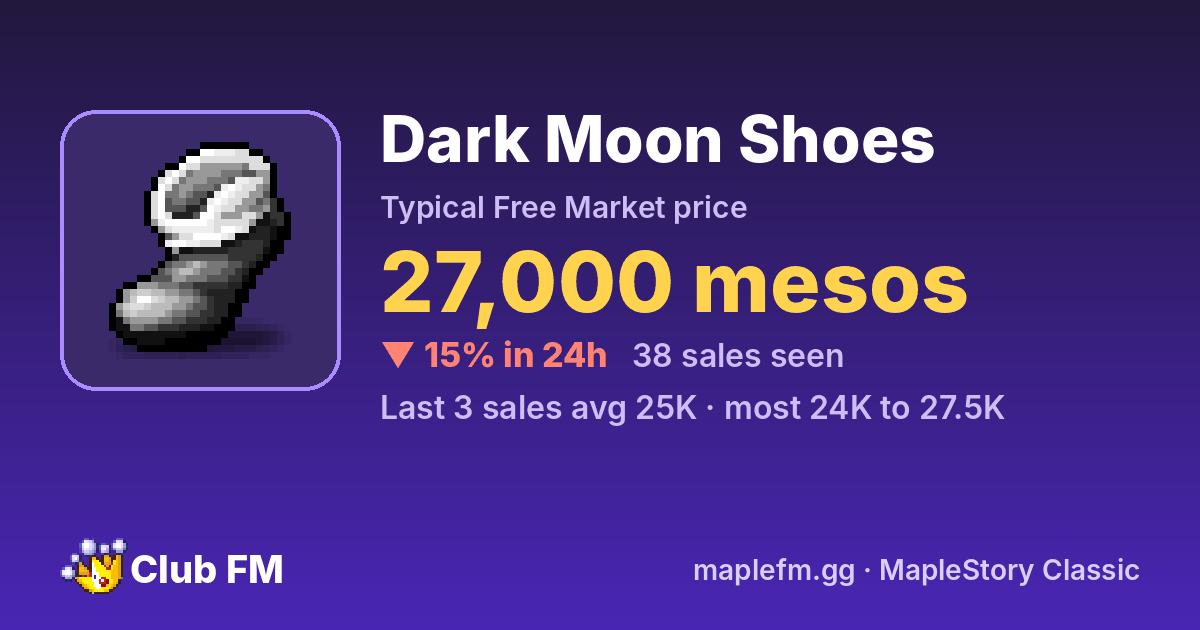 Dark Moon Shoes
Typical Free Market price
27,000 mesos
▼ 15% in 24h 38 sales seen
Last 3 sales avg 25K · most 24K to 27.5K
Club FM
maplefm.gg · MapleStory Classic